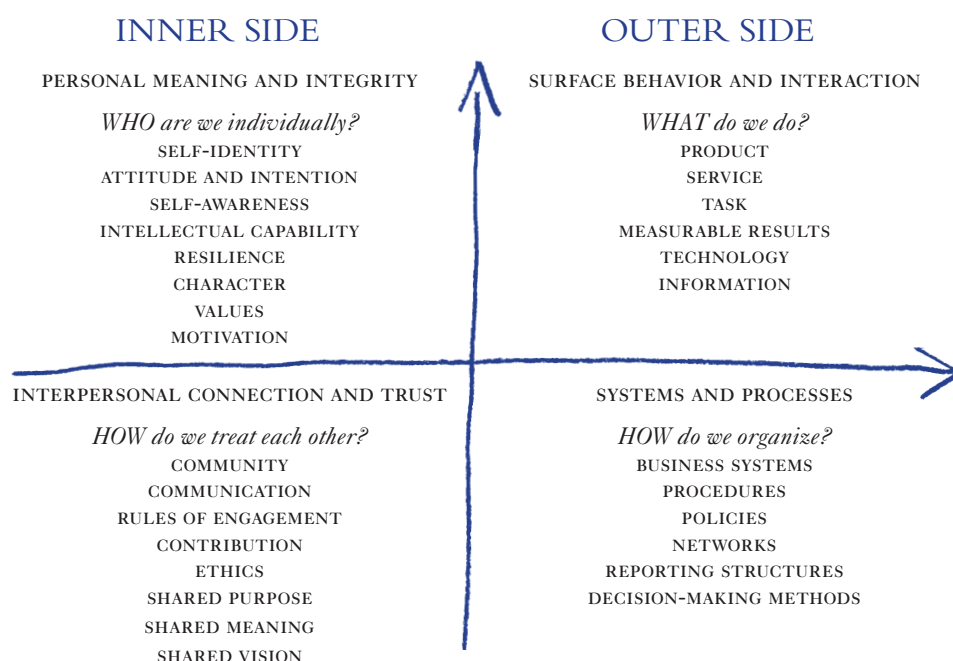 INNER SIDE
PERSONAL MEANING AND INTEGRITY
WHO are we individually?
SELF-IDENTITY
ATTITUDE AND INTENTION
SELF-AWARENESS
INTELLECTUAL CAPABILITY
RESILIENCE
CHARACTER
VALUES
MOTIVATION
OUTER SIDE
SURFACE BEHAVIOR AND INTERACTION
WHAT do we do?
PRODUCT
SERVICE
TASK
MEASURABLE RESULTS
TECHNOLOGY
INFORMATION
INTERPERSONAL CONNECTION AND TRUST
HOW do we treat each other?
COMMUNITY
COMMUNICATION
RULES OF ENGAGEMENT
CONTRIBUTION
ETHICS
SHARED PURPOSE
SHARED MEANING
SHARED VISION
SYSTEMS AND PROCESSES
HOW do we organize?
BUSINESS SYSTEMS
PROCEDURES
POLICIES
NETWORKS
REPORTING STRUCTURES
DECISION-MAKING METHODS